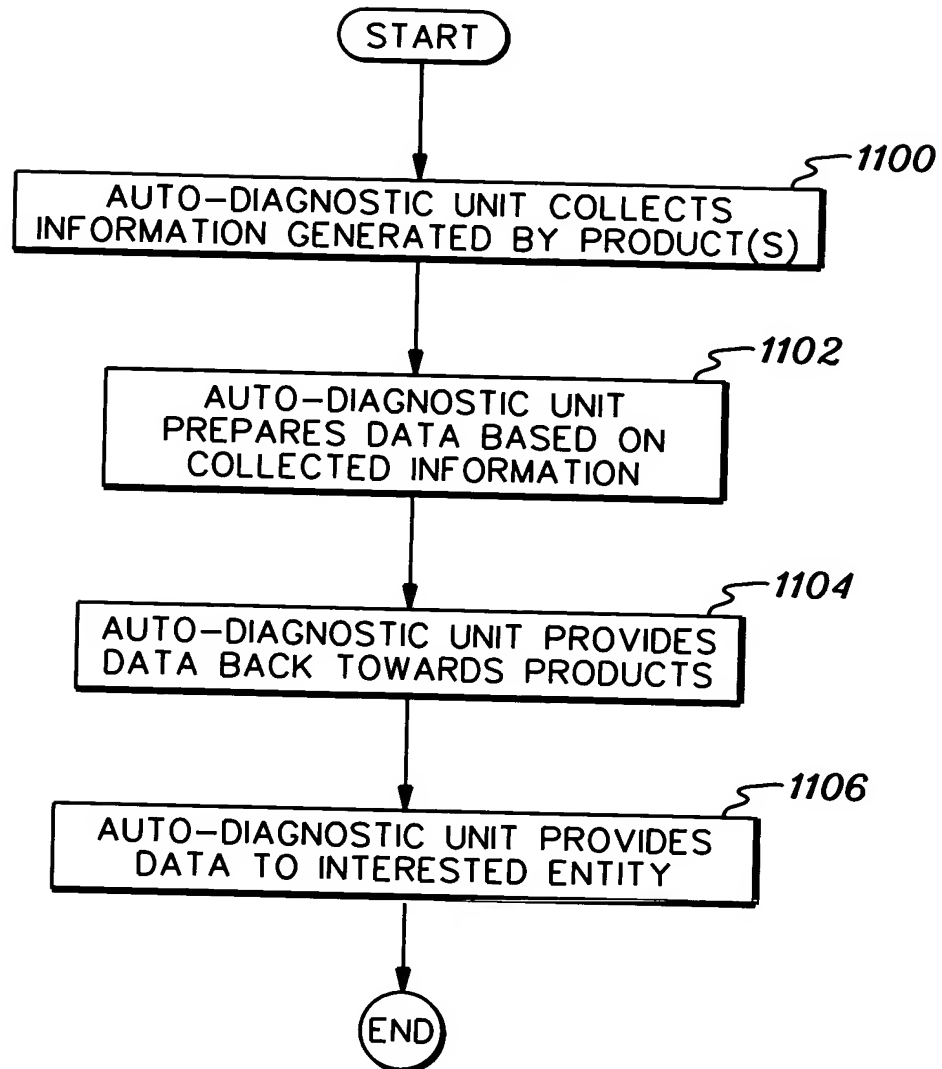 START
1100
AUTO-DIAGNOSTIC UNIT COLLECTS
INFORMATION GENERATED BY PRODUCT(S)
1102
AUTO-DIAGNOSTIC UNIT
PREPARES DATA BASED ON
COLLECTED INFORMATION
1104
AUTO-DIAGNOSTIC UNIT PROVIDES
DATA BACK TOWARDS PRODUCTS
1106
AUTO-DIAGNOSTIC UNIT PROVIDES
DATA TO INTERESTED ENTITY
END